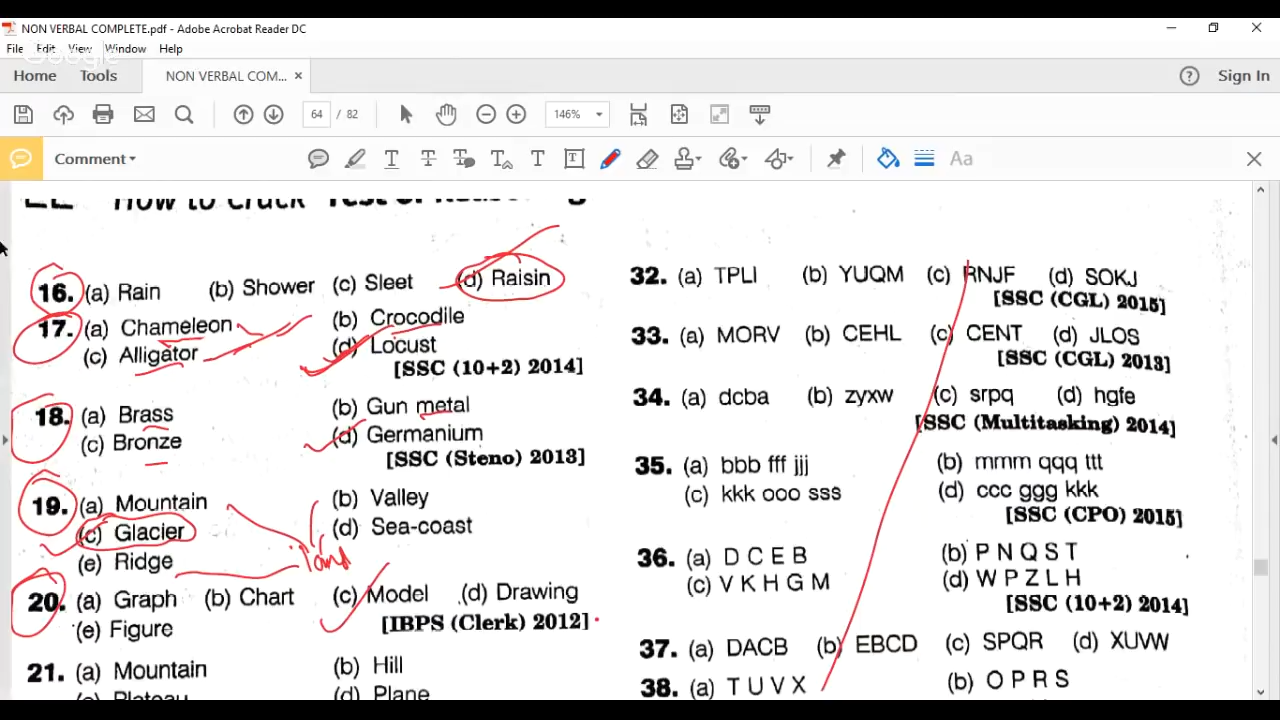 NON VERBAL COMPLETE.pdf - Adobe Acrobat Reader DC
File Edit View Window Help
Google
Home Tools NON VERBAL COM... × Sign In
64 / 82 146%
Comment
How to Crack Test of
16. (a) Rain (b) Shower (c) Sleet (d) Raisin
17. (a) Chameleon (b) Crocodile
(c) Alligator (d) Locust
[SSC (10+2) 2014]
18. (a) Brass (b) Gun metal
(c) Bronze (d) Germanium
[SSC (Steno) 2013]
19. (a) Mountain (b) Valley
(c) Glacier (d) Sea-coast
(e) Ridge land
20. (a) Graph (b) Chart (c) Model (d) Drawing
(e) Figure [IBPS (Clerk) 2012]
21. (a) Mountain (b) Hill
(c) Plateau (d) Plane
32. (a) TPLI (b) YUQM (c) RNJF (d) SOKJ
[SSC (CGL) 2015]
33. (a) MORV (b) CEHL (c) CENT (d) JLOS
[SSC (CGL) 2013]
34. (a) dcba (b) zyxw (c) srpq (d) hgfe
[SSC (Multitasking) 2014]
35. (a) bbb fff jjj (b) mmm qqq ttt
(c) kkk ooo sss (d) ccc ggg kkk
[SSC (CPO) 2015]
36. (a) D C E B (b) P N Q S T
(c) V K H G M (d) W P Z L H
[SSC (10+2) 2014]
37. (a) DACB (b) EBCD (c) SPQR (d) XUVW
38. (a) T U V X (b) O P R S